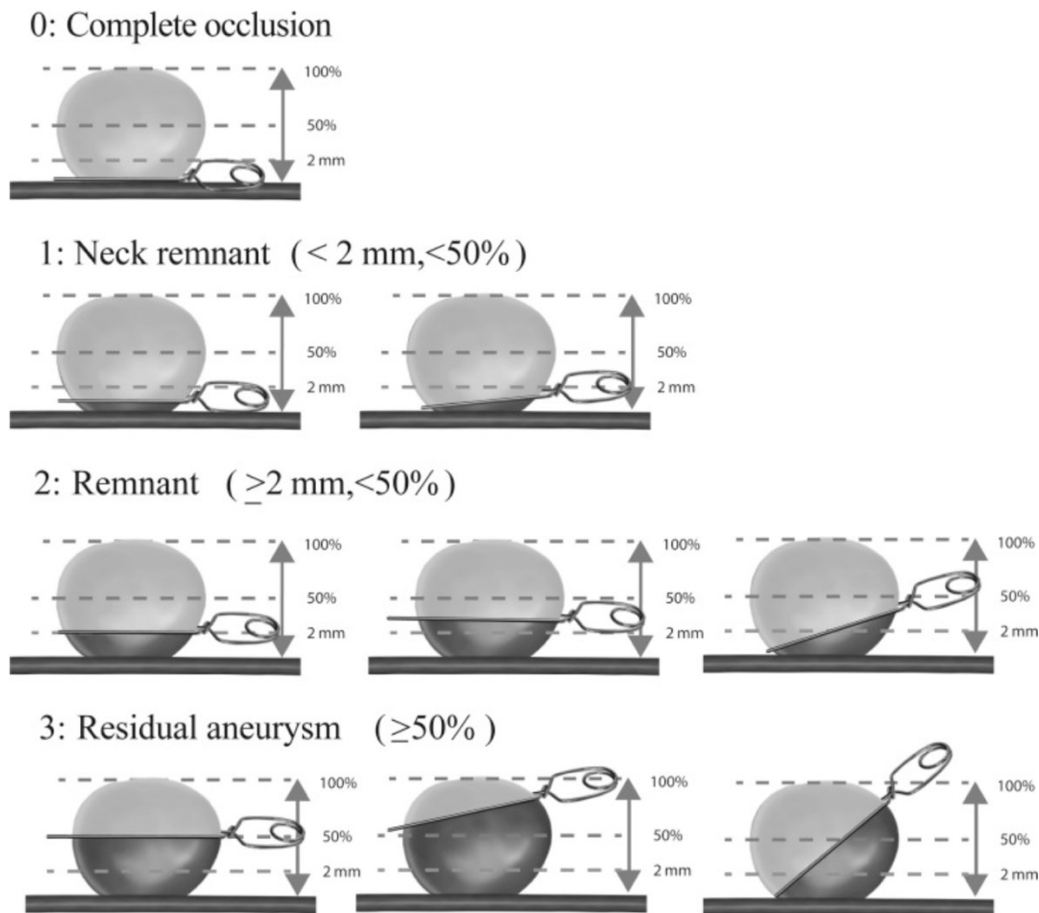 0: Complete occlusion
100%
50%
2 mm
1: Neck remnant (< 2 mm,<50%)
100%
50%
2 mm
100%
50%
2 mm
2: Remnant (≥2 mm,<50%)
100%
50%
2 mm
100%
50%
2 mm
100%
50%
2 mm
3: Residual aneurysm (≥50%)
100%
50%
2 mm
100%
50%
2 mm
100%
50%
2 mm